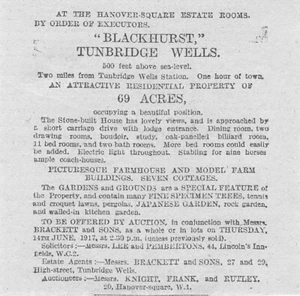 AT THE HANOVER-SQUARE ESTATE ROOMS.
BY ORDER OF EXECUTORS.
"BLACKHURST,"
TUNBRIDGE WELLS.
500 feet above sea-level.
Two miles from Tunbridge Wells Station. One hour of town.
AN ATTRACTIVE RESIDENTIAL PROPERTY OF
69 ACRES,
occupying a beautiful position.
The Stone-built House has lovely views, and is approached by
a short carriage drive with lodge entrance. Dining room, two
drawing rooms, boudoir, study, oak-panelled billiard room,
11 bed rooms, and two bath rooms. More bed rooms could easily
be added. Electric light throughout. Stabling for nine horses
ample coach-houses.
PICTURESQUE FARMHOUSE AND MODEL FARM
BUILDINGS. SEVEN COTTAGES.
The GARDENS and GROUNDS are a SPECIAL FEATURE of
the Property, and contain many FINE SPECIMEN TREES, tennis
and croquet lawns, pergolas, JAPANESE GARDEN, rock garden,
and walled-in kitchen garden.
TO BE OFFERED BY AUCTION, in conjunction with Messrs.
BRACKETT and SONS, as a whole or in lots on THURSDAY,
14TH JUNE, 1917, at 2.30 p.m. (unless previously sold).
Solicitors:—Messrs. LEE and PEMBERTONS, 44, Lincoln's Inn-
fields, W.C.2.
Estate Agents:—Messrs. BRACKETT and SONS, 27 and 29,
High-street, Tunbridge Wells.
Auctioneers:—Messrs. KNIGHT, FRANK, and RUTLEY,
20, Hanover-square, W.1.